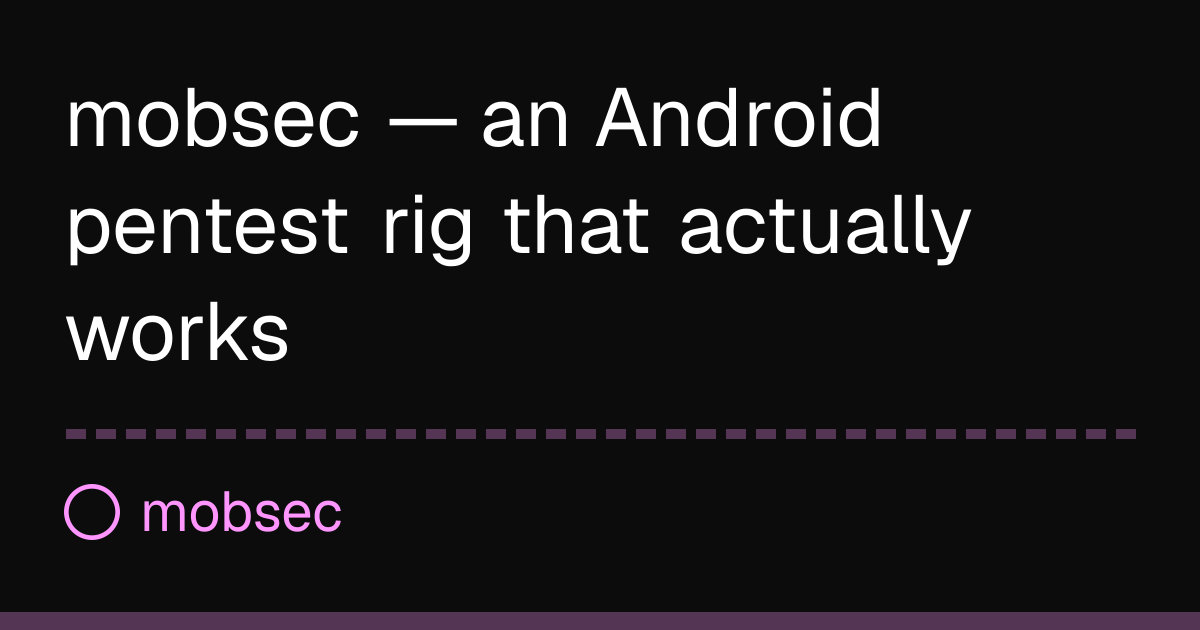 mobsec — an Android
pentest rig that actually
works
mobsec